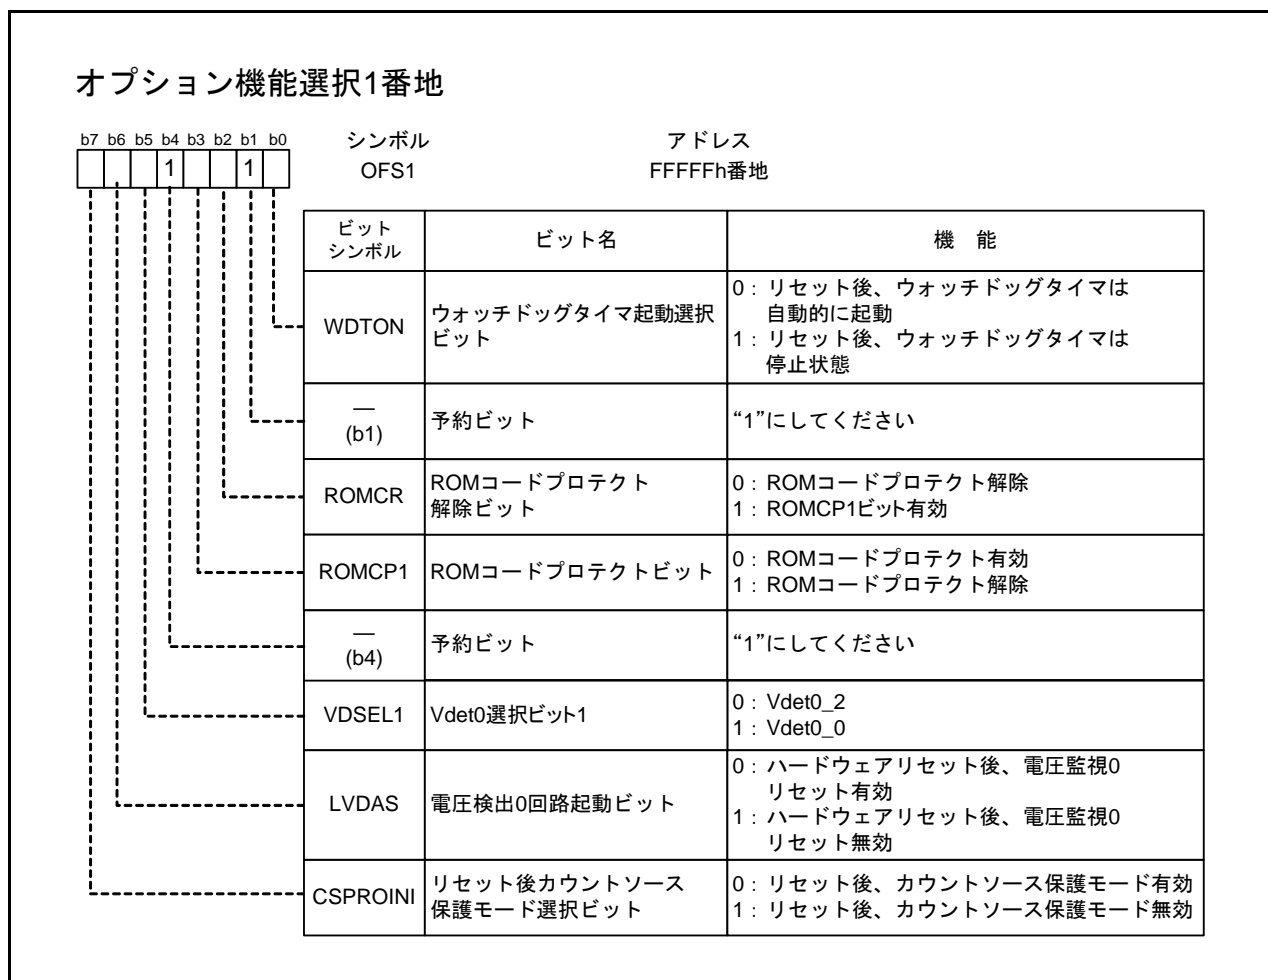 オプション機能選択1番地
b7 b6 b5 b4 b3 b2 b1 b0
シンボル
アドレス
1 1
OFS1
FFFFFh番地
ビット
シンボル
ビット名
機 能
WDTON
ウォッチドッグタイマ起動選択
ビット
0 : リセット後、ウォッチドッグタイマは
自動的に起動
1 : リセット後、ウォッチドッグタイマは
停止状態
—
(b1)
予約ビット
“1”にしてください
ROMCR
ROMコードプロテクト
解除ビット
0 : ROMコードプロテクト解除
1 : ROMCP1ビット有効
ROMCP1
ROMコードプロテクトビット
0 : ROMコードプロテクト有効
1 : ROMコードプロテクト解除
—
(b4)
予約ビット
“1”にしてください
VDSEL1
Vdet0選択ビット1
0 : Vdet0_2
1 : Vdet0_0
LVDAS
電圧検出0回路起動ビット
0 : ハードウェアリセット後、電圧監視0
リセット有効
1 : ハードウェアリセット後、電圧監視0
リセット無効
CSPROINI
リセット後カウントソース
保護モード選択ビット
0 : リセット後、カウントソース保護モード有効
1 : リセット後、カウントソース保護モード無効